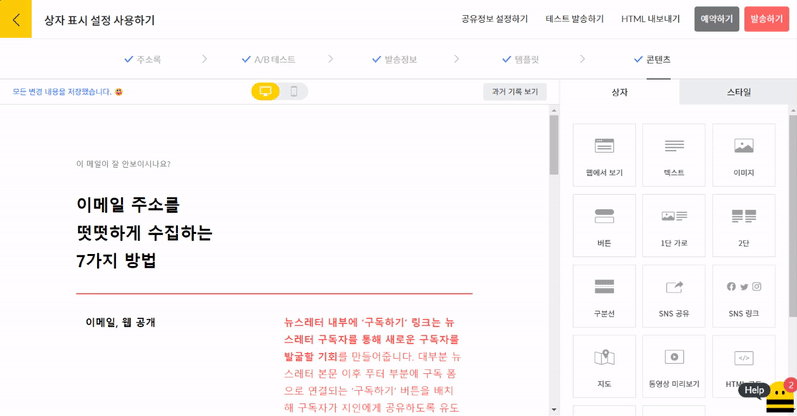 상자 표시 설정 사용하기
공유정보 설정하기 테스트 발송하기 HTML 내보내기 예약하기 발송하기
주소록 A/B 테스트 발송정보 템플릿 콘텐츠
모든 변경 내용을 저장했습니다. 😍
과거 기록 보기
상자 스타일
이 메일이 잘 안보이시나요?
이메일 주소를
떳떳하게 수집하는
7가지 방법
이메일, 웹 공개
뉴스레터 내부에 '구독하기' 링크는 뉴
스레터 구독자를 통해 새로운 구독자를
발굴할 기회를 만들어줍니다. 대부분 뉴
스레터 본문 이후 푸터 부분에 구독 폼
으로 연결되는 '구독하기' 버튼을 배치
해 구독자가 지인에게 공유하도록 유도
웹에서 보기 텍스트 이미지
버튼 1단 가로 2단
구분선 SNS 공유 SNS 링크
지도 동영상 미리보기 HTML
Help 2